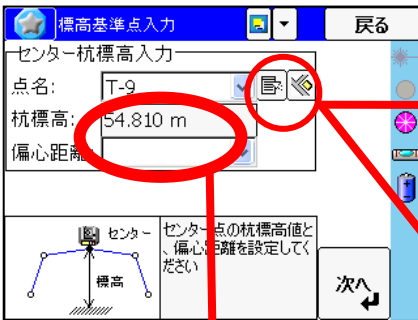 標高基準点入力
戻る
センター杭標高入力
点名: T-9
杭標高: 54.810 m
偏心距離:
センター
標高
センター点の杭標高値と
、偏心距離を設定してく
ださい
次へ